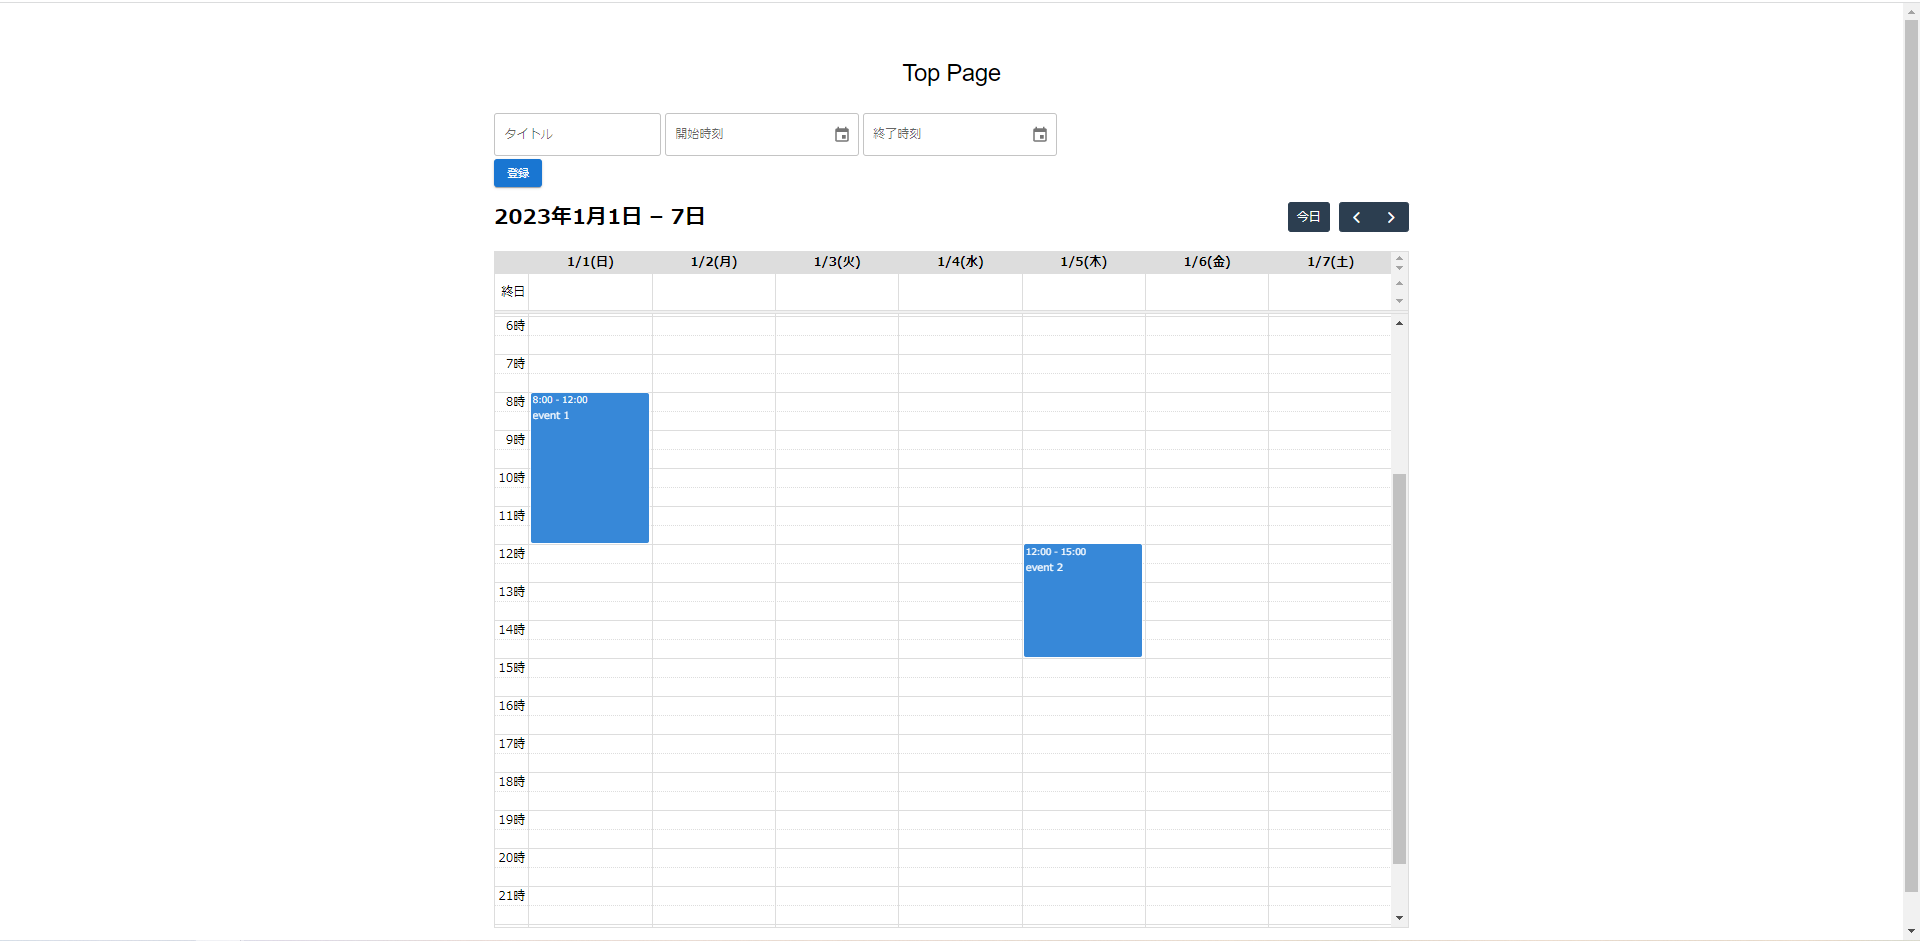 Top Page
タイトル 開始時刻 終了時刻
登録
2023年1月1日 – 7日 今日
1/1(日) 1/2(月) 1/3(火) 1/4(水) 1/5(木) 1/6(金) 1/7(土)
終日
6時
7時
8時 8:00 - 12:00
event 1
9時
10時
11時
12時 12:00 - 15:00
event 2
13時
14時
15時
16時
17時
18時
19時
20時
21時